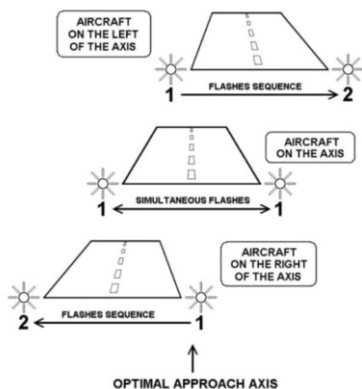 AIRCRAFT
ON THE LEFT
OF THE AXIS
1 FLASHES SEQUENCE 2
AIRCRAFT
ON THE AXIS
1 SIMULTANEOUS FLASHES 1
AIRCRAFT
ON THE RIGHT
OF THE AXIS
2 FLASHES SEQUENCE 1
OPTIMAL APPROACH AXIS